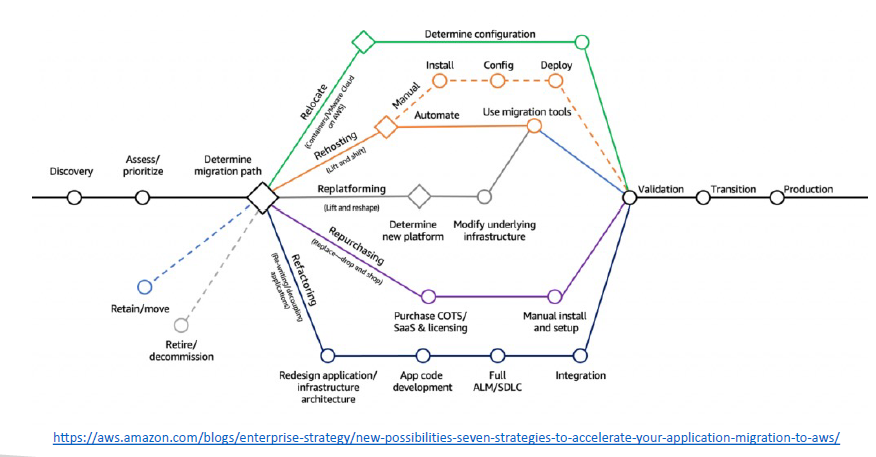 Determine configuration
Install
Config
Deploy
Relocate
(Containers/VMware Cloud
on AWS)
Manual
Automate
Use migration tools
Rehosting
(Lift and shift)
Discovery
Assess/
prioritize
Determine
migration path
Replatforming
(Lift and reshape)
Determine
new platform
Modify underlying
infrastructure
Validation
Transition
Production
Repurchasing
(Replace—drop and shop)
Refactoring
(Re-writing/decoupling
applications)
Retain/move
Retire/
decommission
Purchase COTS/
SaaS & licensing
Manual install
and setup
Redesign application/
infrastructure
architecture
App code
development
Full
ALM/SDLC
Integration
https://aws.amazon.com/blogs/enterprise-strategy/new-possibilities-seven-strategies-to-accelerate-your-application-migration-to-aws/